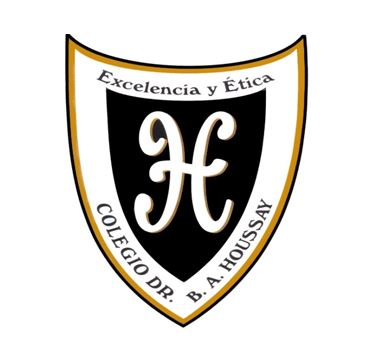 Excelencia y Ética
H
COLEGIO DR.
B. A. HOUSSAY